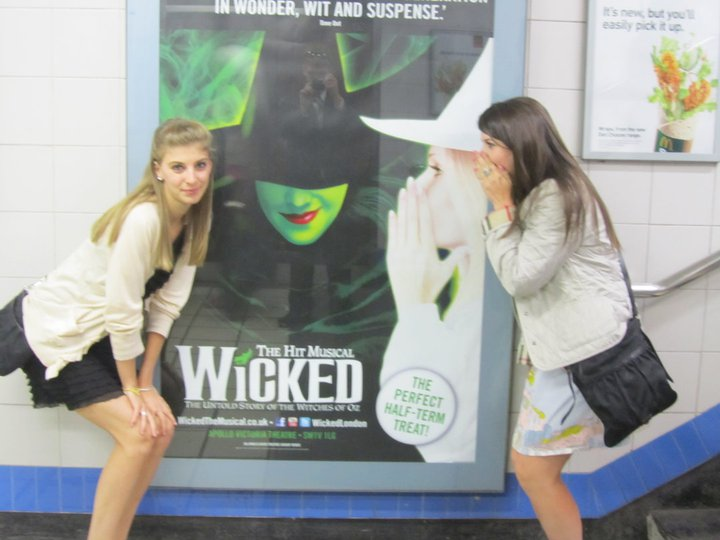 IN WONDER, WIT AND SUSPENSE.
Time Out
THE HIT MUSICAL
WICKED
THE UNTOLD STORY OF THE WITCHES OF OZ
WickedTheMusical.co.uk
WickedLondon
APOLLO VICTORIA THEATRE • SW1V 1LG
THE
PERFECT
HALF-TERM
TREAT!
It's new, but you'll
easily pick it up.